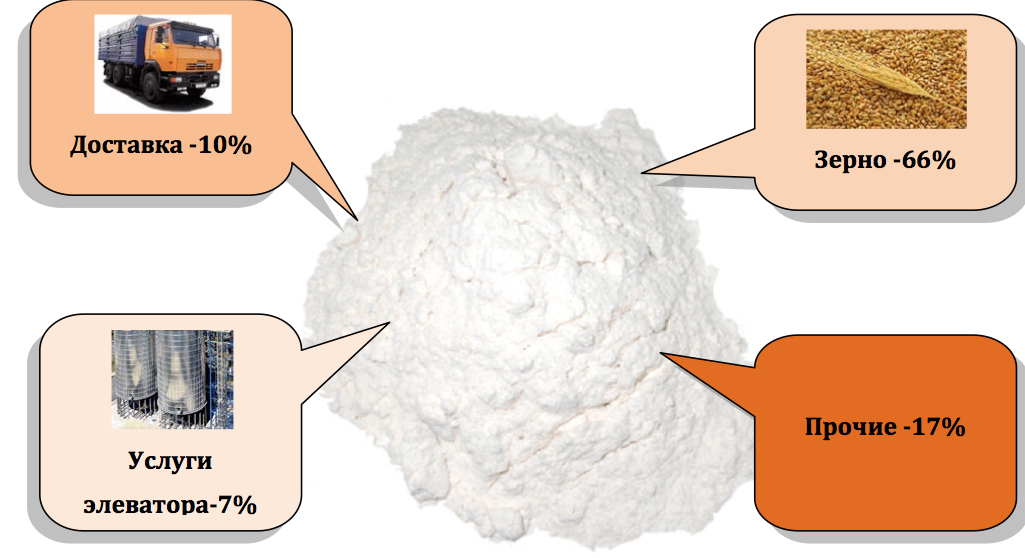 Доставка -10%
Зерно -66%
Услуги
элеватора-7%
Прочие -17%